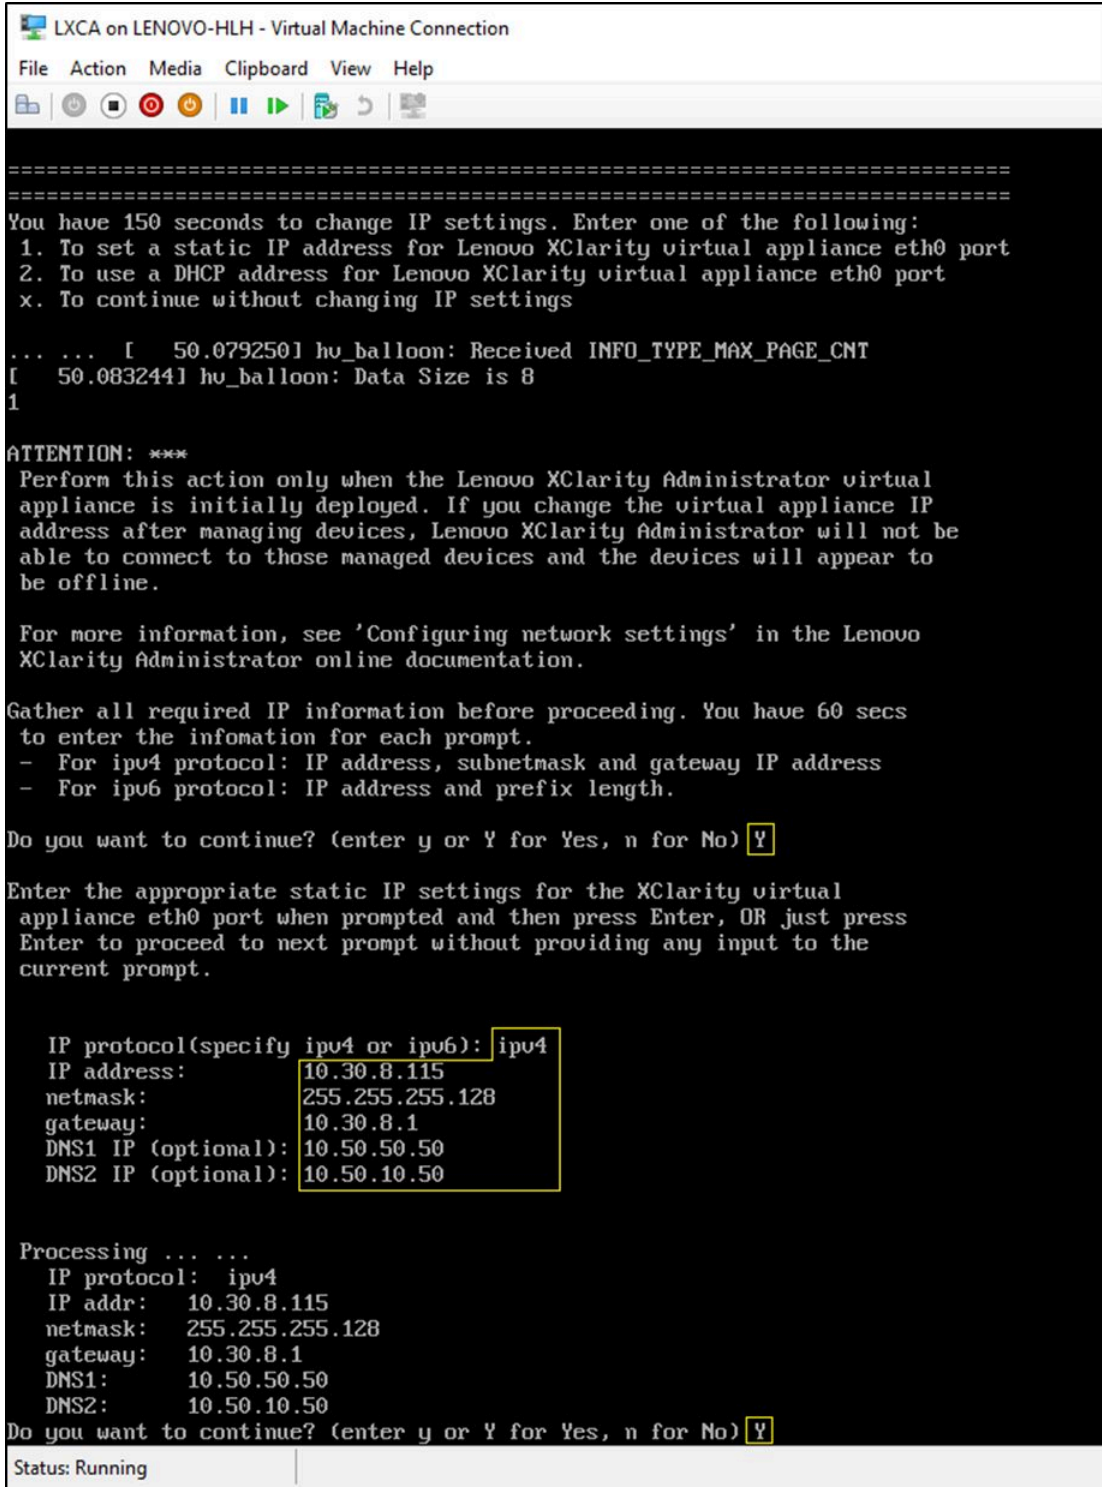 LXCA on LENOVO-HLH - Virtual Machine Connection
File Action Media Clipboard View Help
==============================================================================
==============================================================================
You have 150 seconds to change IP settings. Enter one of the following:
1. To set a static IP address for Lenovo XClarity virtual appliance eth0 port
2. To use a DHCP address for Lenovo XClarity virtual appliance eth0 port
x. To continue without changing IP settings
... ... [   50.079250] hv_balloon: Received INFO_TYPE_MAX_PAGE_CNT
[   50.083244] hv_balloon: Data Size is 8
1
ATTENTION: ***
Perform this action only when the Lenovo XClarity Administrator virtual
appliance is initially deployed. If you change the virtual appliance IP
address after managing devices, Lenovo XClarity Administrator will not be
able to connect to those managed devices and the devices will appear to
be offline.
For more information, see 'Configuring network settings' in the Lenovo
XClarity Administrator online documentation.
Gather all required IP information before proceeding. You have 60 secs
to enter the infomation for each prompt.
- For ipv4 protocol: IP address, subnetmask and gateway IP address
- For ipv6 protocol: IP address and prefix length.
Do you want to continue? (enter y or Y for Yes, n for No) Y
Enter the appropriate static IP settings for the XClarity virtual
appliance eth0 port when prompted and then press Enter, OR just press
Enter to proceed to next prompt without providing any input to the
current prompt.
IP protocol(specify ipv4 or ipv6): ipv4
IP address: 10.30.8.115
netmask: 255.255.255.128
gateway: 10.30.8.1
DNS1 IP (optional): 10.50.50.50
DNS2 IP (optional): 10.50.10.50
Processing ... ...
IP protocol: ipv4
IP addr: 10.30.8.115
netmask: 255.255.255.128
gateway: 10.30.8.1
DNS1: 10.50.50.50
DNS2: 10.50.10.50
Do you want to continue? (enter y or Y for Yes, n for No) Y
Status: Running